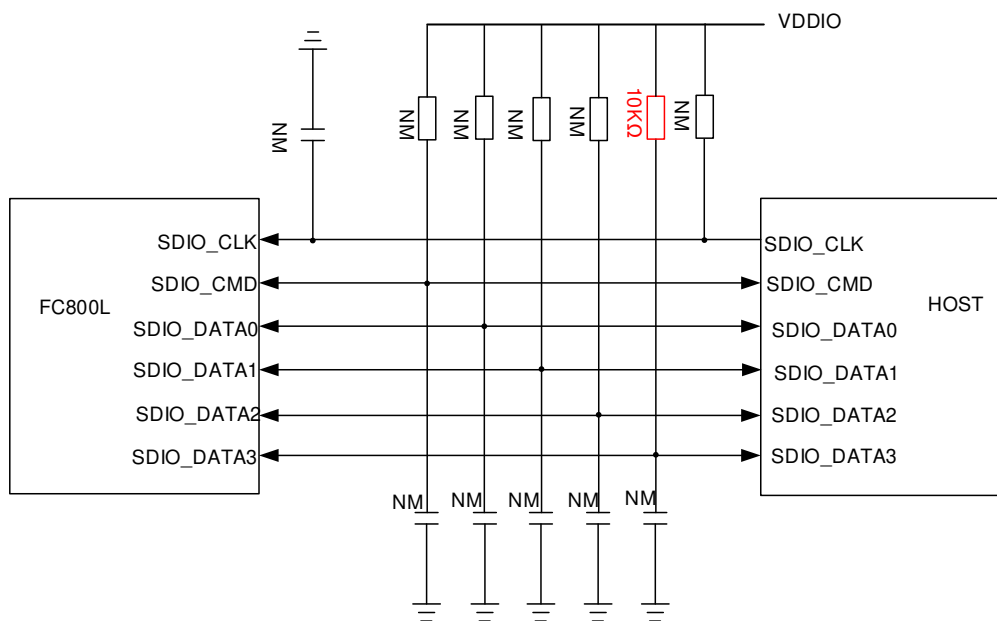 VDDIO
NM
NM
NM
NM
NM
10KΩ
NM
SDIO_CLK
SDIO_CMD
FC800L
SDIO_DATA0
SDIO_DATA1
SDIO_DATA2
SDIO_DATA3
SDIO_CLK
SDIO_CMD
HOST
SDIO_DATA0
SDIO_DATA1
SDIO_DATA2
SDIO_DATA3
NM
NM
NM
NM
NM